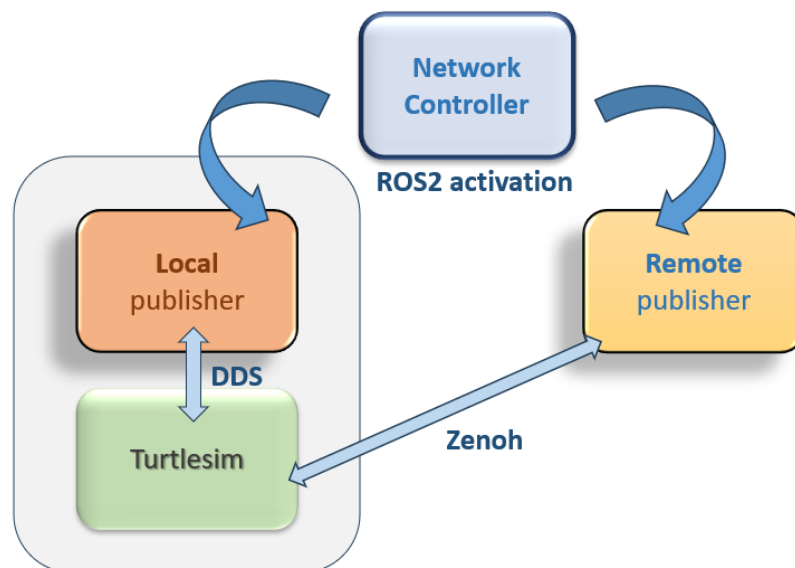 Network
Controller
ROS2 activation
Local
publisher
Remote
publisher
DDS
Zenoh
Turtlesim